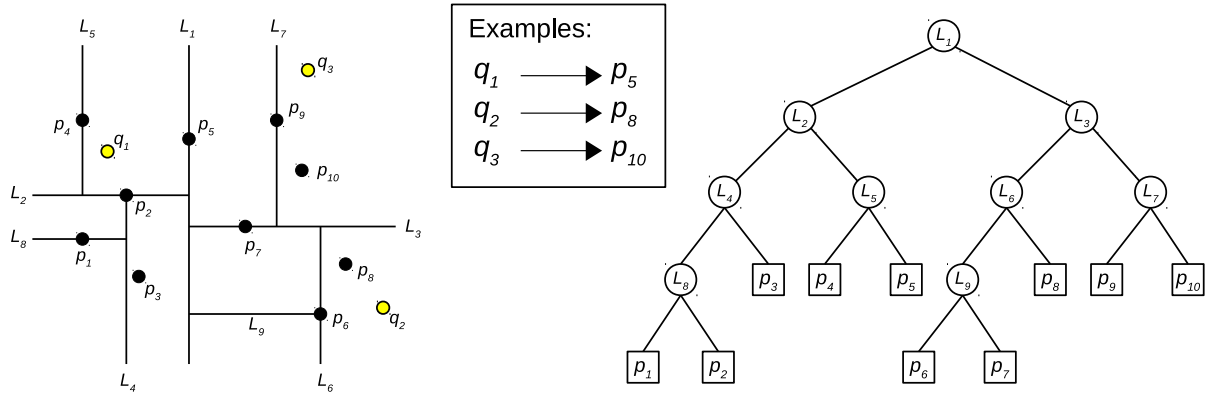 L5 L1 L7
q3
p9
p4 q1 p5
p10
L2 p2
L8 p7 L3
p1 p8
p3
L9 p6 q2
L4 L6
Examples:
q1 → p5
q2 → p8
q3 → p10
L1
L2 L3
L4 L5 L6 L7
L8 p3 p4 p5 L9 p8 p9 p10
p1 p2 p6 p7